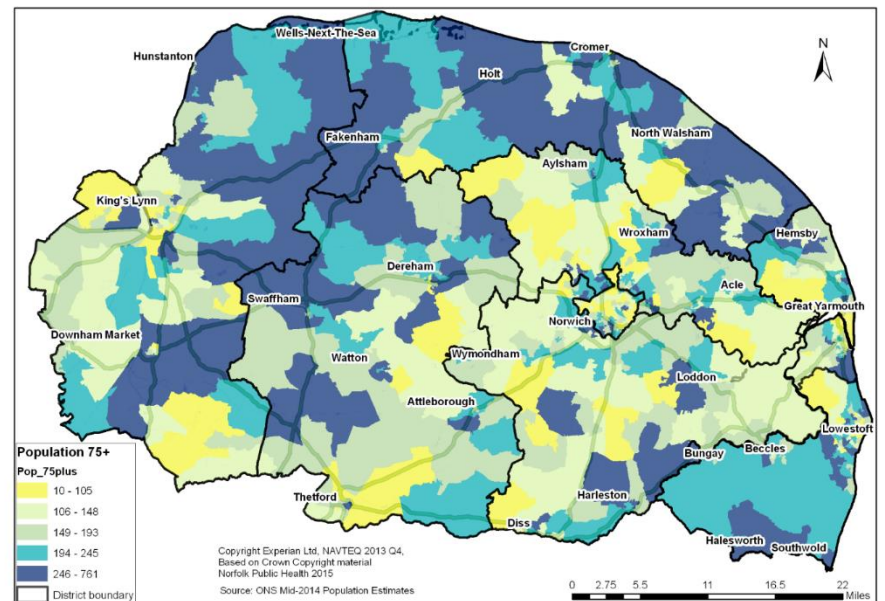 Wells-Next-The-Sea
Cromer
Hunstanton
N
Holt
Fakenham
North Walsham
Aylsham
King's Lynn
Wroxham
Hemsby
Dereham
Swaffham
Acle
Great Yarmouth
Norwich
Downham Market
Watton
Wymondham
Loddon
Attleborough
Lowestoft
Beccles
Bungay
Thetford
Harleston
Diss
Halesworth
Southwold
Population 75+
Pop_75plus
10 - 105
106 - 148
149 - 193
194 - 245
246 - 761
District boundary
Copyright Experian Ltd, NAVTEQ 2013 Q4,
Based on Crown Copyright material
Norfolk Public Health 2015
Source: ONS Mid-2014 Population Estimates
0 2.75 5.5 11 16.5 22
Miles